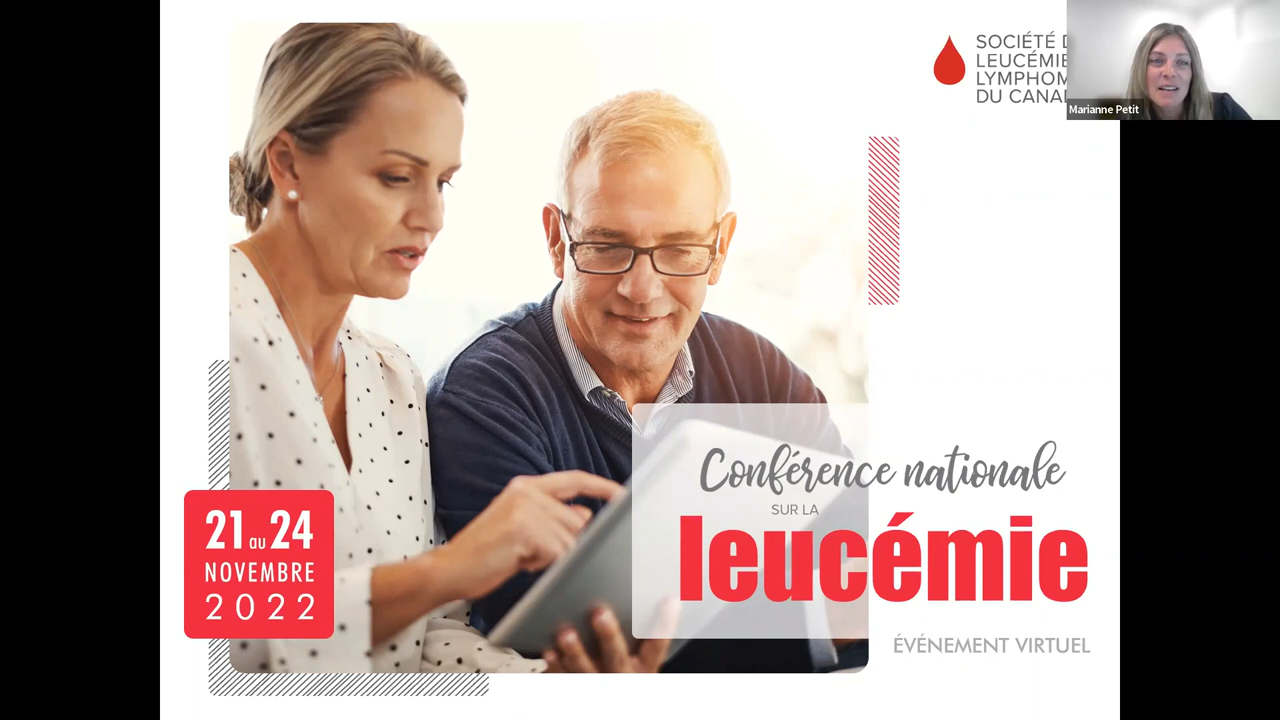 SOCIÉTÉ
LEUCÉMIE
LYMPHOM
DU CANA
Marianne Petit
Conférence nationale
SUR LA
leucémie
21 au 24
NOVEMBRE
2022
ÉVÉNEMENT VIRTUEL